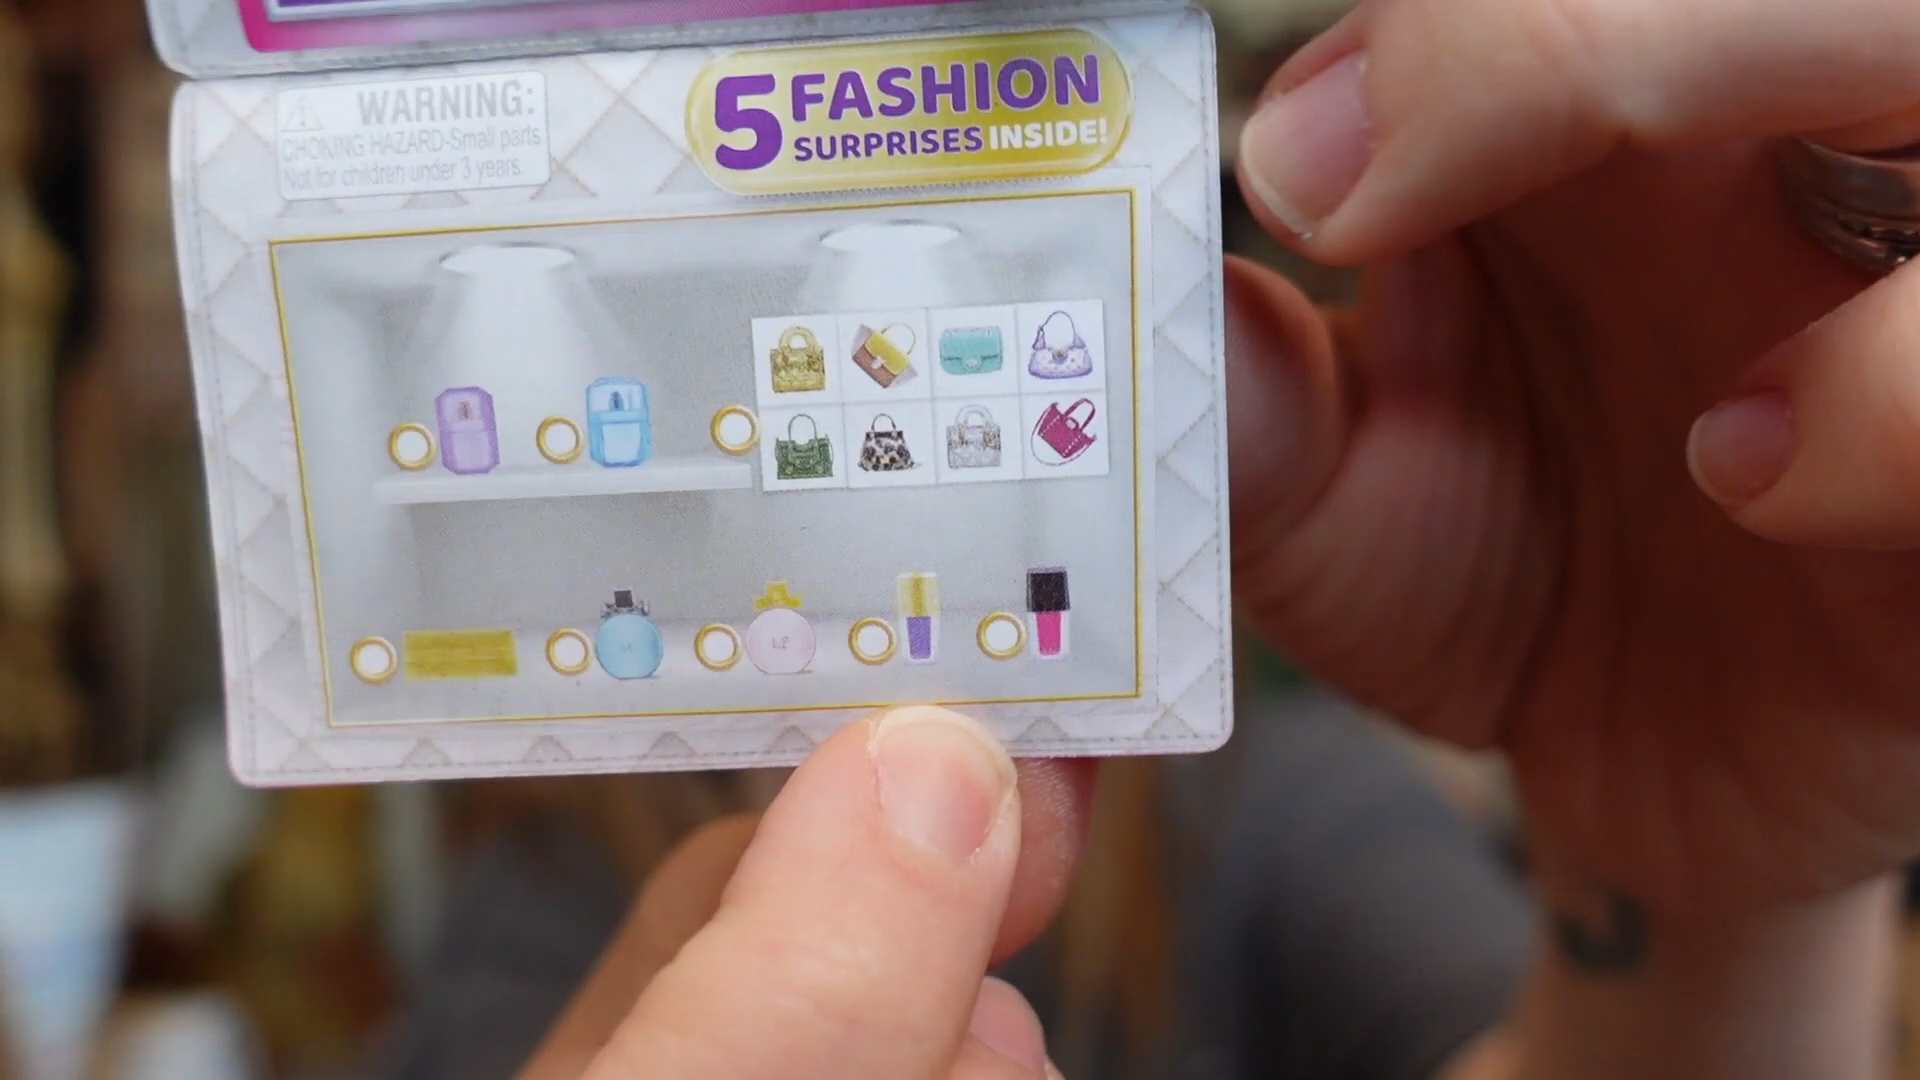 WARNING:
CHOKING HAZARD-Small parts
Not for children under 3 years.
5 FASHION
SURPRISES INSIDE!